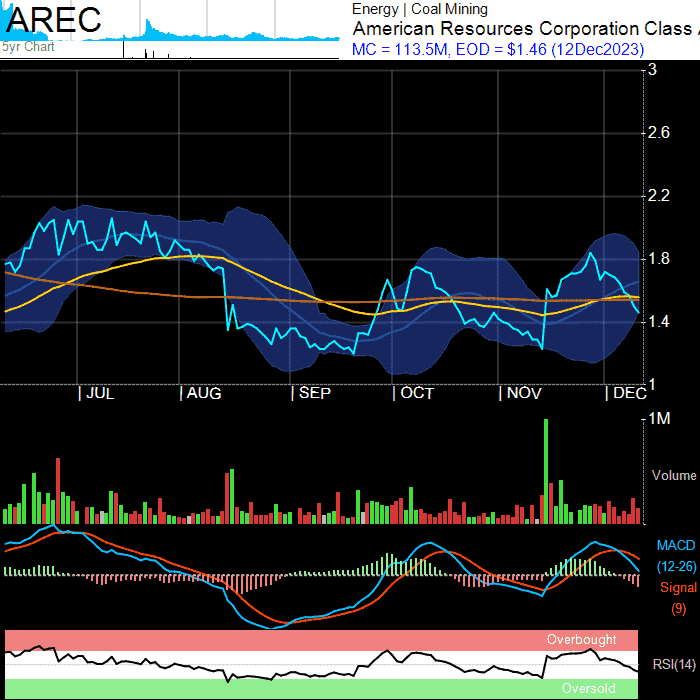 AREC
5yr Chart
Energy | Coal Mining
American Resources Corporation Class A
MC = 113.5M, EOD = $1.46 (12Dec2023)
3
2.6
2.2
1.8
1.4
1
JUL
AUG
SEP
OCT
NOV
DEC
1M
Volume
MACD
(12-26)
Signal
(9)
Overbought
RSI(14)
Oversold